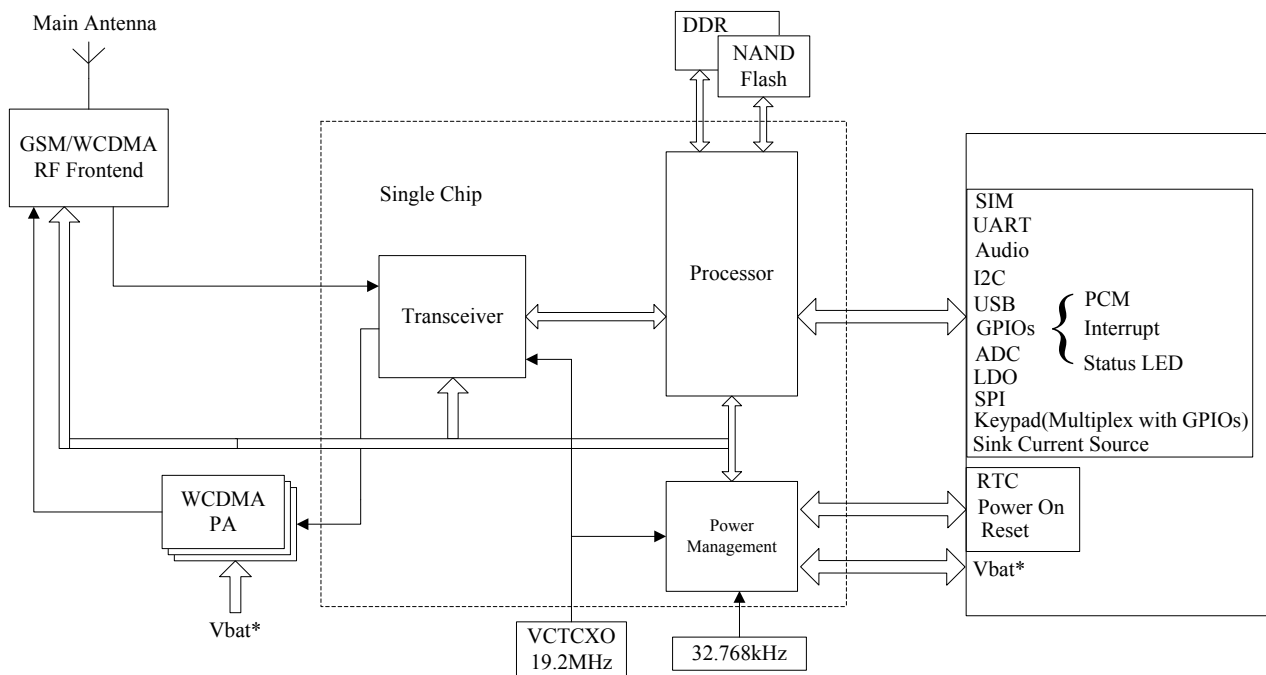 Main Antenna
GSM/WCDMA
RF Frontend
DDR
NAND
Flash
Single Chip
Transceiver
Processor
SIM
UART
Audio
I2C
USB
GPIOs
ADC
LDO
SPI
Keypad(Multiplex with GPIOs)
Sink Current Source
{
PCM
Interrupt
Status LED
WCDMA
PA
Vbat*
Power
Management
RTC
Power On
Reset
Vbat*
VCTCXO
19.2MHz
32.768kHz